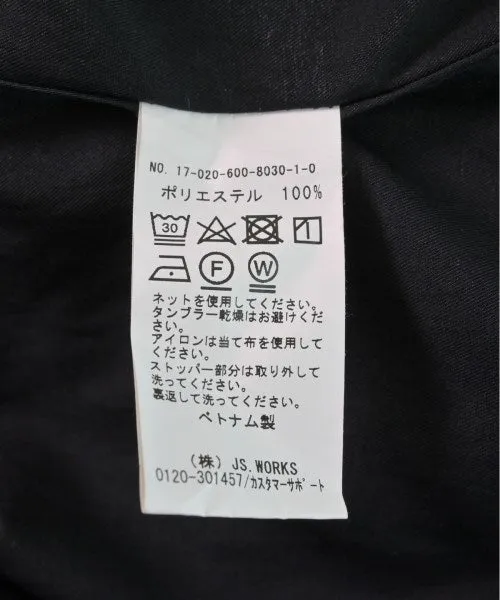 NO. 17-020-600-8030-1-0
ポリエステル 100%
30
1
F W
ネットを使用してください。
タンブラー乾燥はお避けくだ
さい。
アイロンは当て布を使用して
ください。
ストッパー部分は取り外して
洗ってください。
裏返して洗ってください。
ベトナム製
(株) JS.WORKS
0120-301457/カスタマーサポート